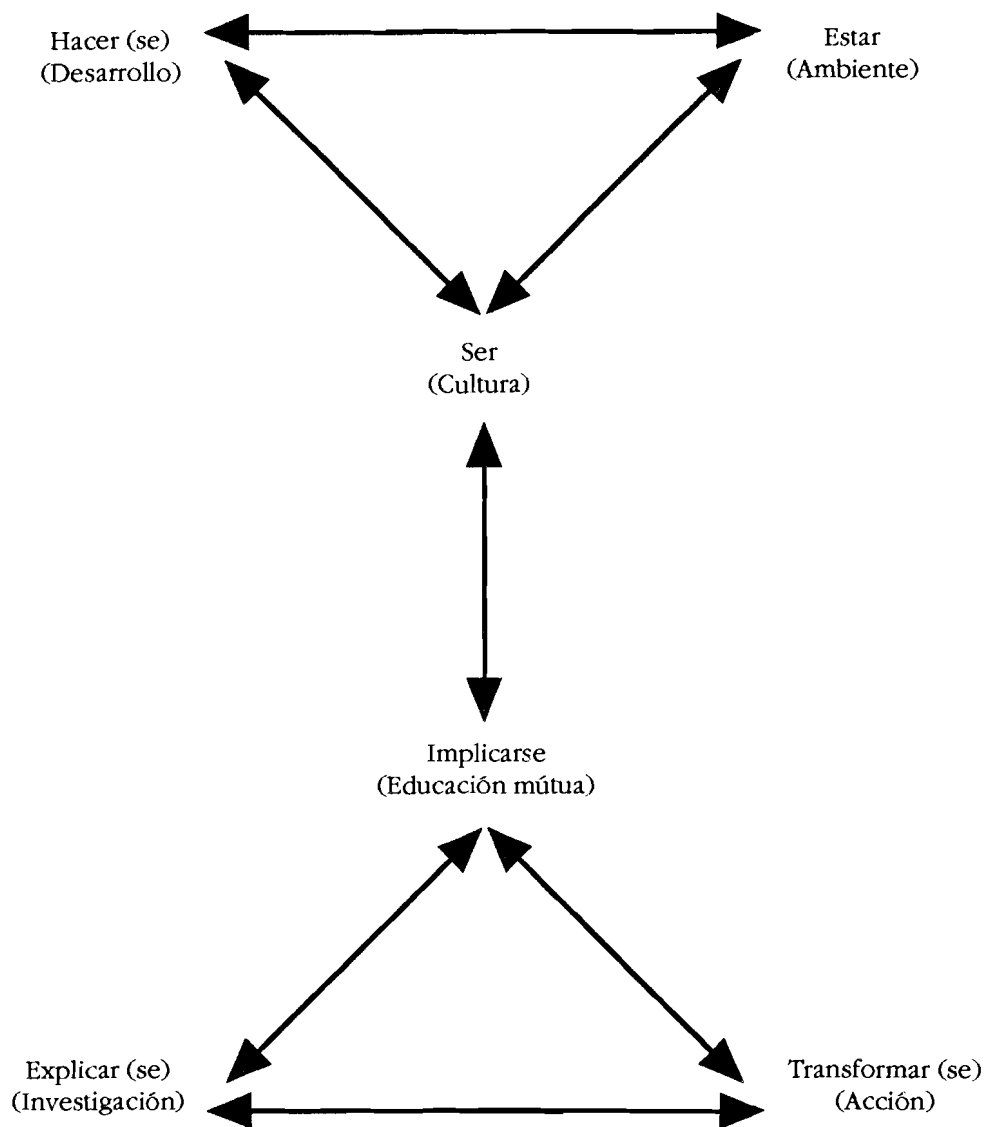 Hacer (se)
(Desarrollo)
Estar
(Ambiente)
Ser
(Cultura)
Implicarse
(Educación mútua)
Explicar (se)
(Investigación)
Transformar (se)
(Acción)